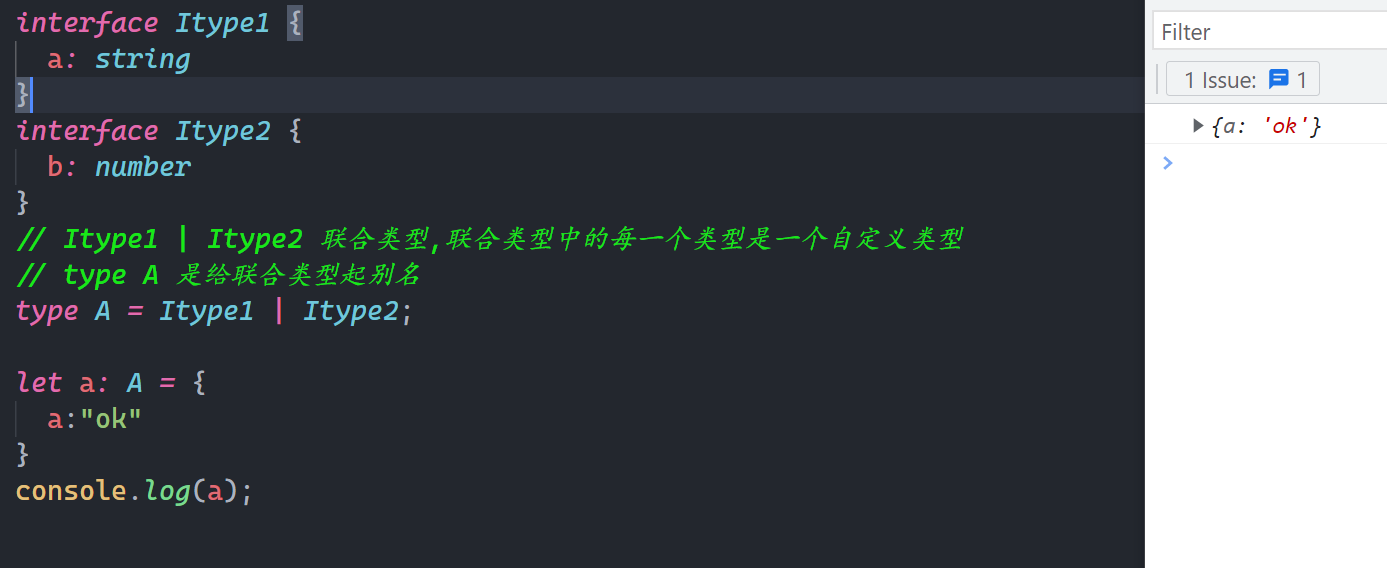 interface Itype1 {
  a: string
}
interface Itype2 {
  b: number
}
// Itype1 | Itype2 联合类型,联合类型中的每一个类型是一个自定义类型
// type A 是给联合类型起别名
type A = Itype1 | Itype2;
let a: A = {
  a:"ok"
}
console.log(a);
Filter
1 Issue: 1
{a: 'ok'}